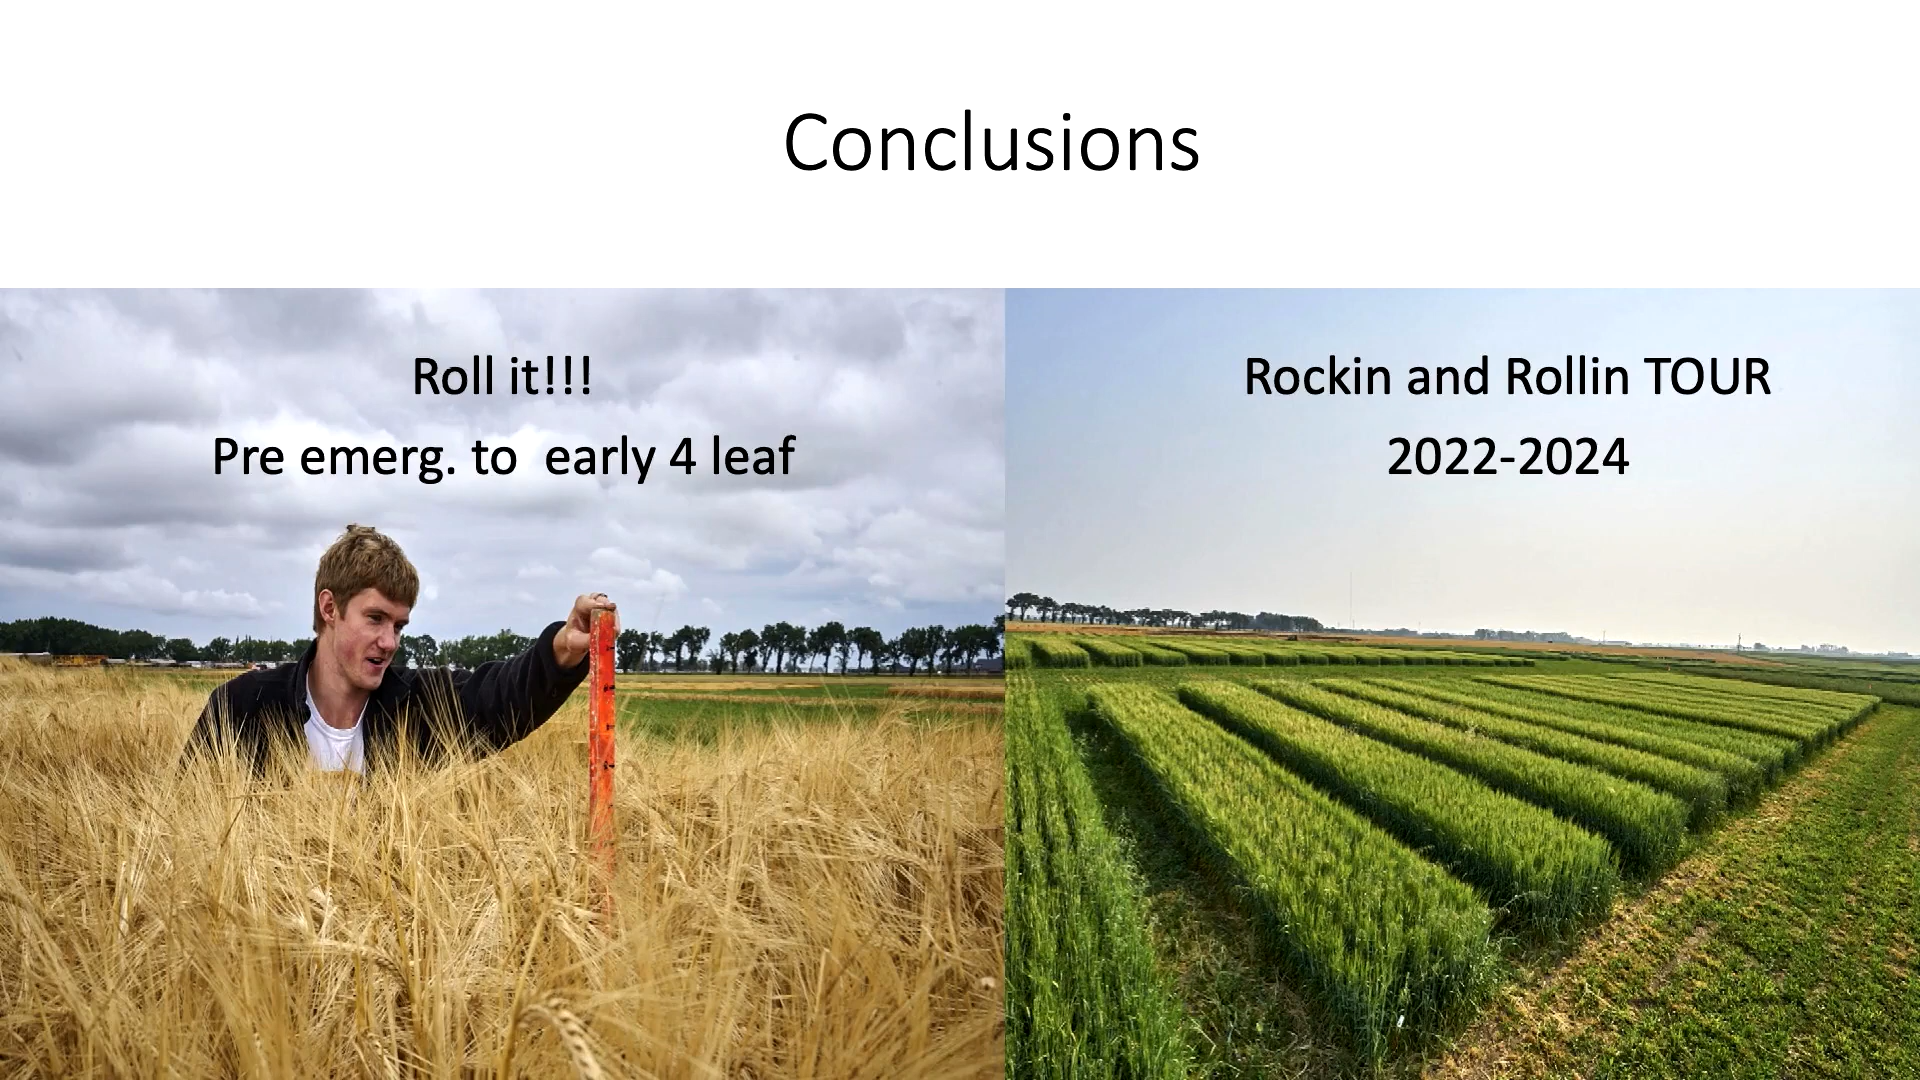 Conclusions
Roll it!!!
Pre emerg. to  early 4 leaf
Rockin and Rollin TOUR
2022-2024